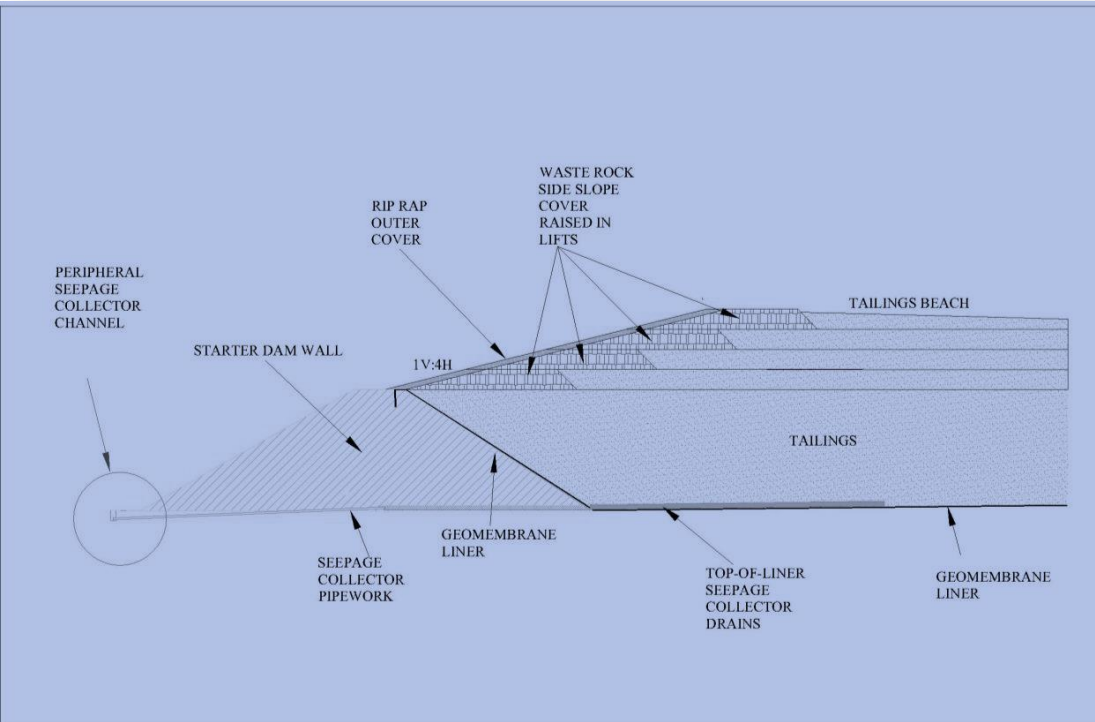 WASTE ROCK
SIDE SLOPE
COVER
RAISED IN
LIFTS
RIP RAP
OUTER
COVER
PERIPHERAL
SEEPAGE
COLLECTOR
CHANNEL
TAILINGS BEACH
STARTER DAM WALL
1V:4H
TAILINGS
GEOMEMBRANE
LINER
SEEPAGE
COLLECTOR
PIPEWORK
TOP-OF-LINER
SEEPAGE
COLLECTOR
DRAINS
GEOMEMBRANE
LINER